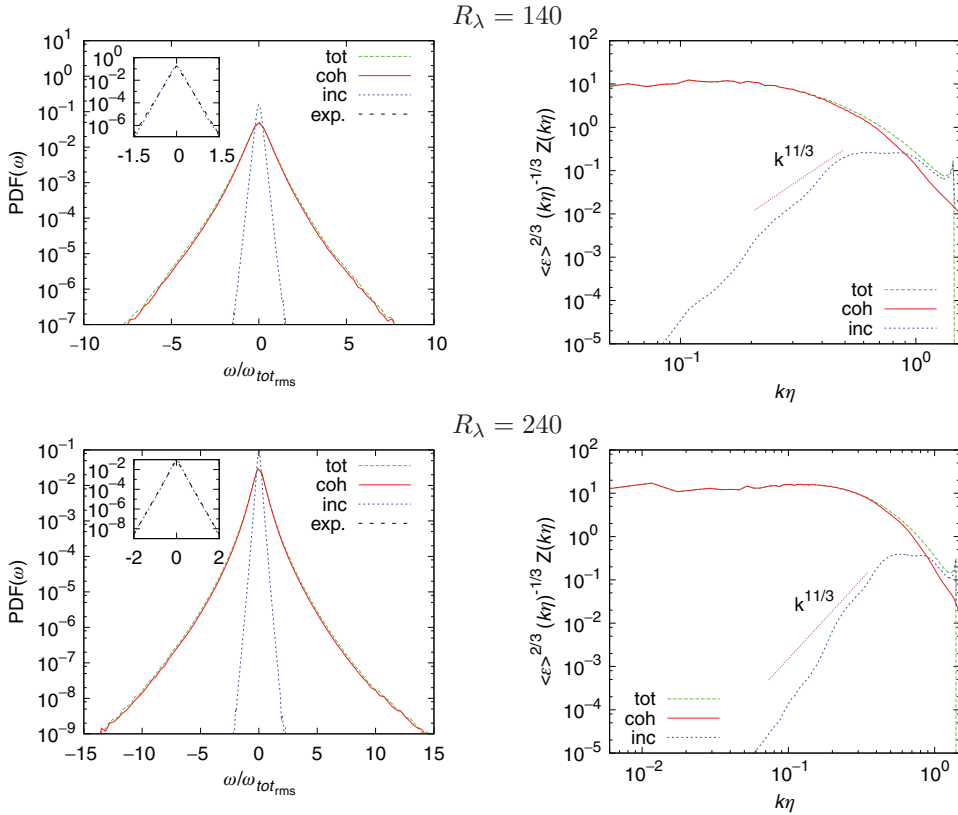 Rλ = 140
10^2
10^1
10^0
10^-1
10^-2
10^-3
10^-4
10^-5
10^-6
10^-7
PDF(ω)
10^0
10^-2
10^-4
10^-6
-1.5 0 1.5
tot
coh
inc
exp.
−10 −5 0 5 10
ω/ω_tot_rms
10^2
10^1
10^0
10^-1
10^-2
10^-3
10^-4
10^-5
<ε>^2/3 (kη)^-1/3 Z(kη)
k^11/3
tot
coh
inc
10^-1 10^0
kη
Rλ = 240
10^-1
10^-2
10^-3
10^-4
10^-5
10^-6
10^-7
10^-8
10^-9
PDF(ω)
10^-2
10^-4
10^-6
10^-8
-2 0 2
tot
coh
inc
exp.
−15 −10 −5 0 5 10 15
ω/ω_tot_rms
10^2
10^1
10^0
10^-1
10^-2
10^-3
10^-4
10^-5
<ε>^2/3 (kη)^-1/3 Z(kη)
k^11/3
tot
coh
inc
10^-2 10^-1 10^0
kη